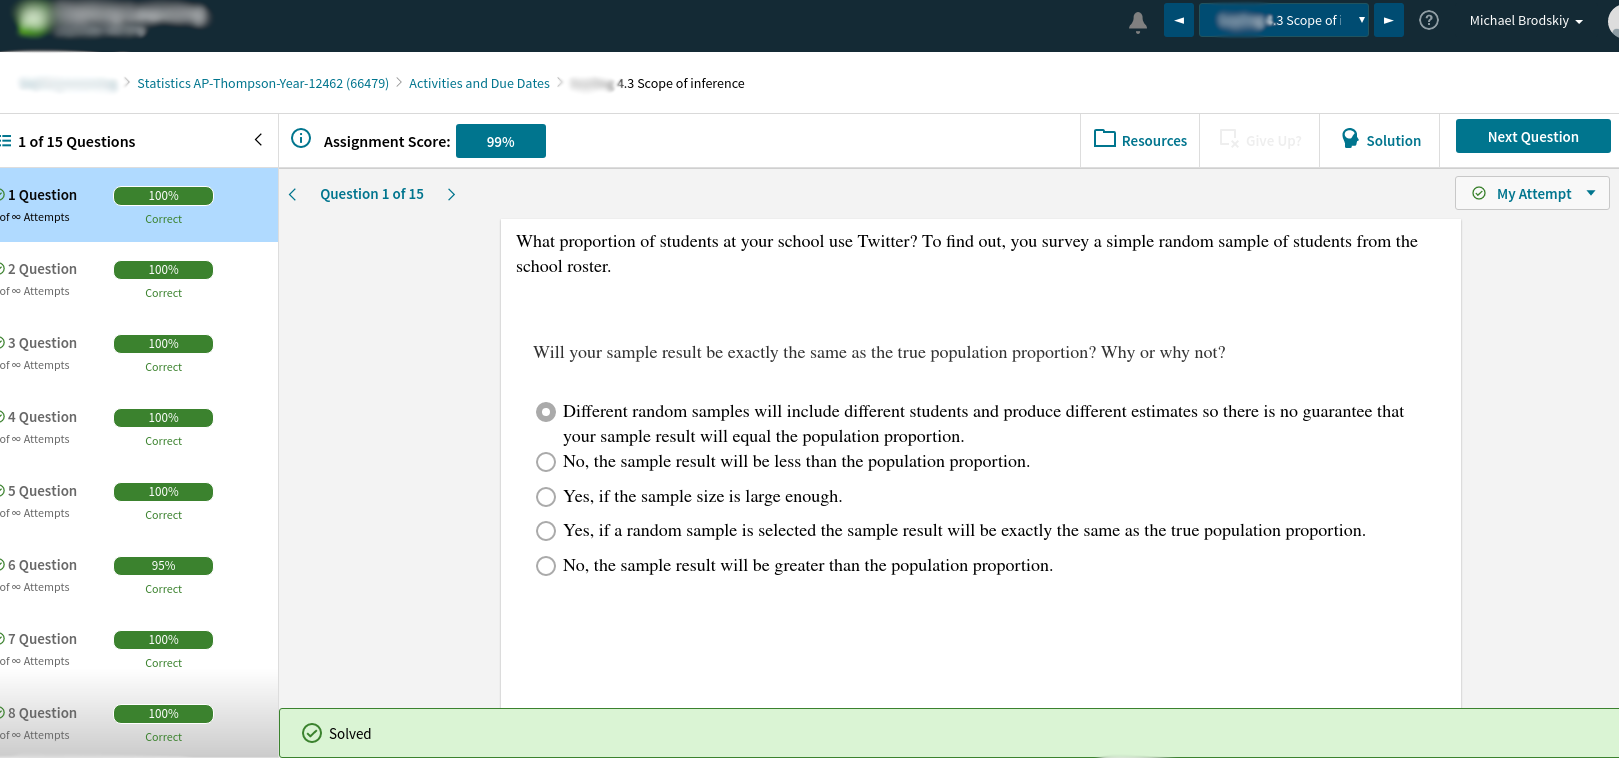 4.3 Scope of i
Michael Brodskiy
Statistics AP-Thompson-Year-12462 (66479)
Activities and Due Dates
4.3 Scope of inference
1 of 15 Questions
Assignment Score:
99%
Resources
Give Up?
Solution
Next Question
1 Question
100%
of ∞ Attempts
Correct
2 Question
100%
of ∞ Attempts
Correct
3 Question
100%
of ∞ Attempts
Correct
4 Question
100%
of ∞ Attempts
Correct
5 Question
100%
of ∞ Attempts
Correct
6 Question
95%
of ∞ Attempts
Correct
7 Question
100%
of ∞ Attempts
Correct
8 Question
100%
of ∞ Attempts
Correct
Question 1 of 15
My Attempt
What proportion of students at your school use Twitter? To find out, you survey a simple random sample of students from the
school roster.
Will your sample result be exactly the same as the true population proportion? Why or why not?
Different random samples will include different students and produce different estimates so there is no guarantee that
your sample result will equal the population proportion.
No, the sample result will be less than the population proportion.
Yes, if the sample size is large enough.
Yes, if a random sample is selected the sample result will be exactly the same as the true population proportion.
No, the sample result will be greater than the population proportion.
Solved